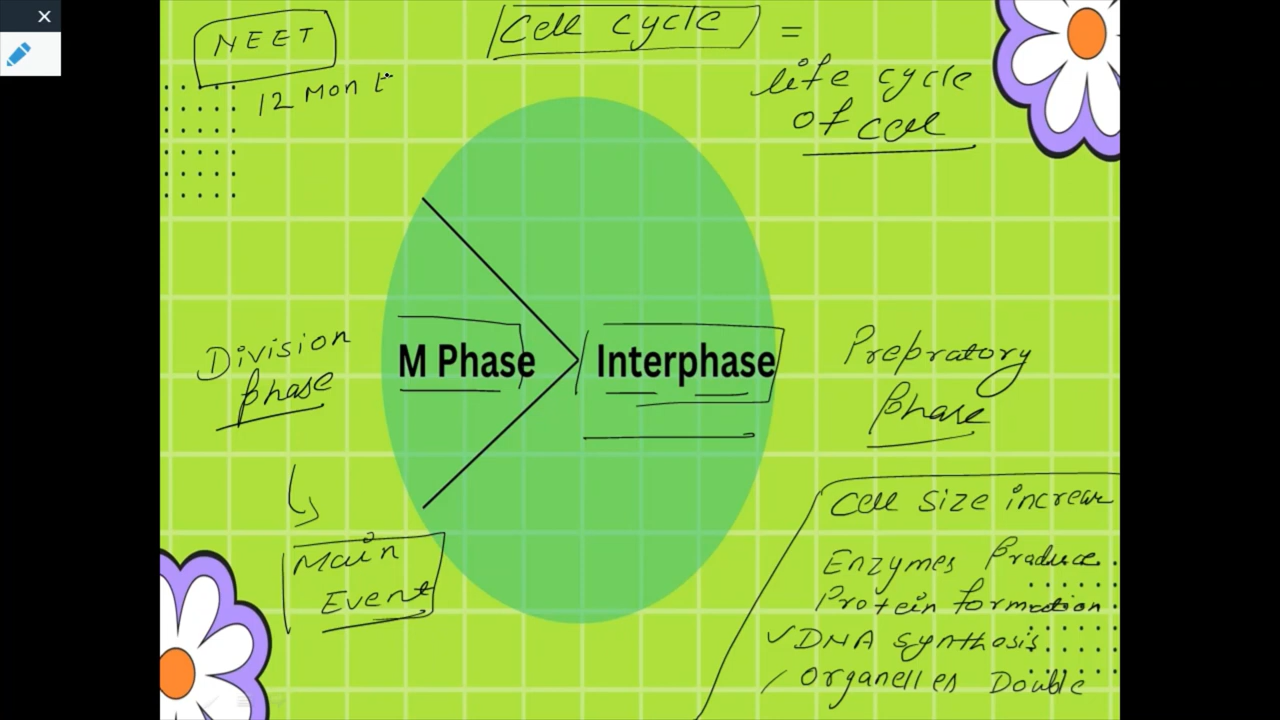 NEET
12 Mont
Cell cycle =
life cycle
of cell
M Phase
Interphase
Division
phase
Main
Event
Prepratory
phase
Cell size increase
Enzymes produce
Protein formation
✓ DNA synthesis
/ Organelles Double